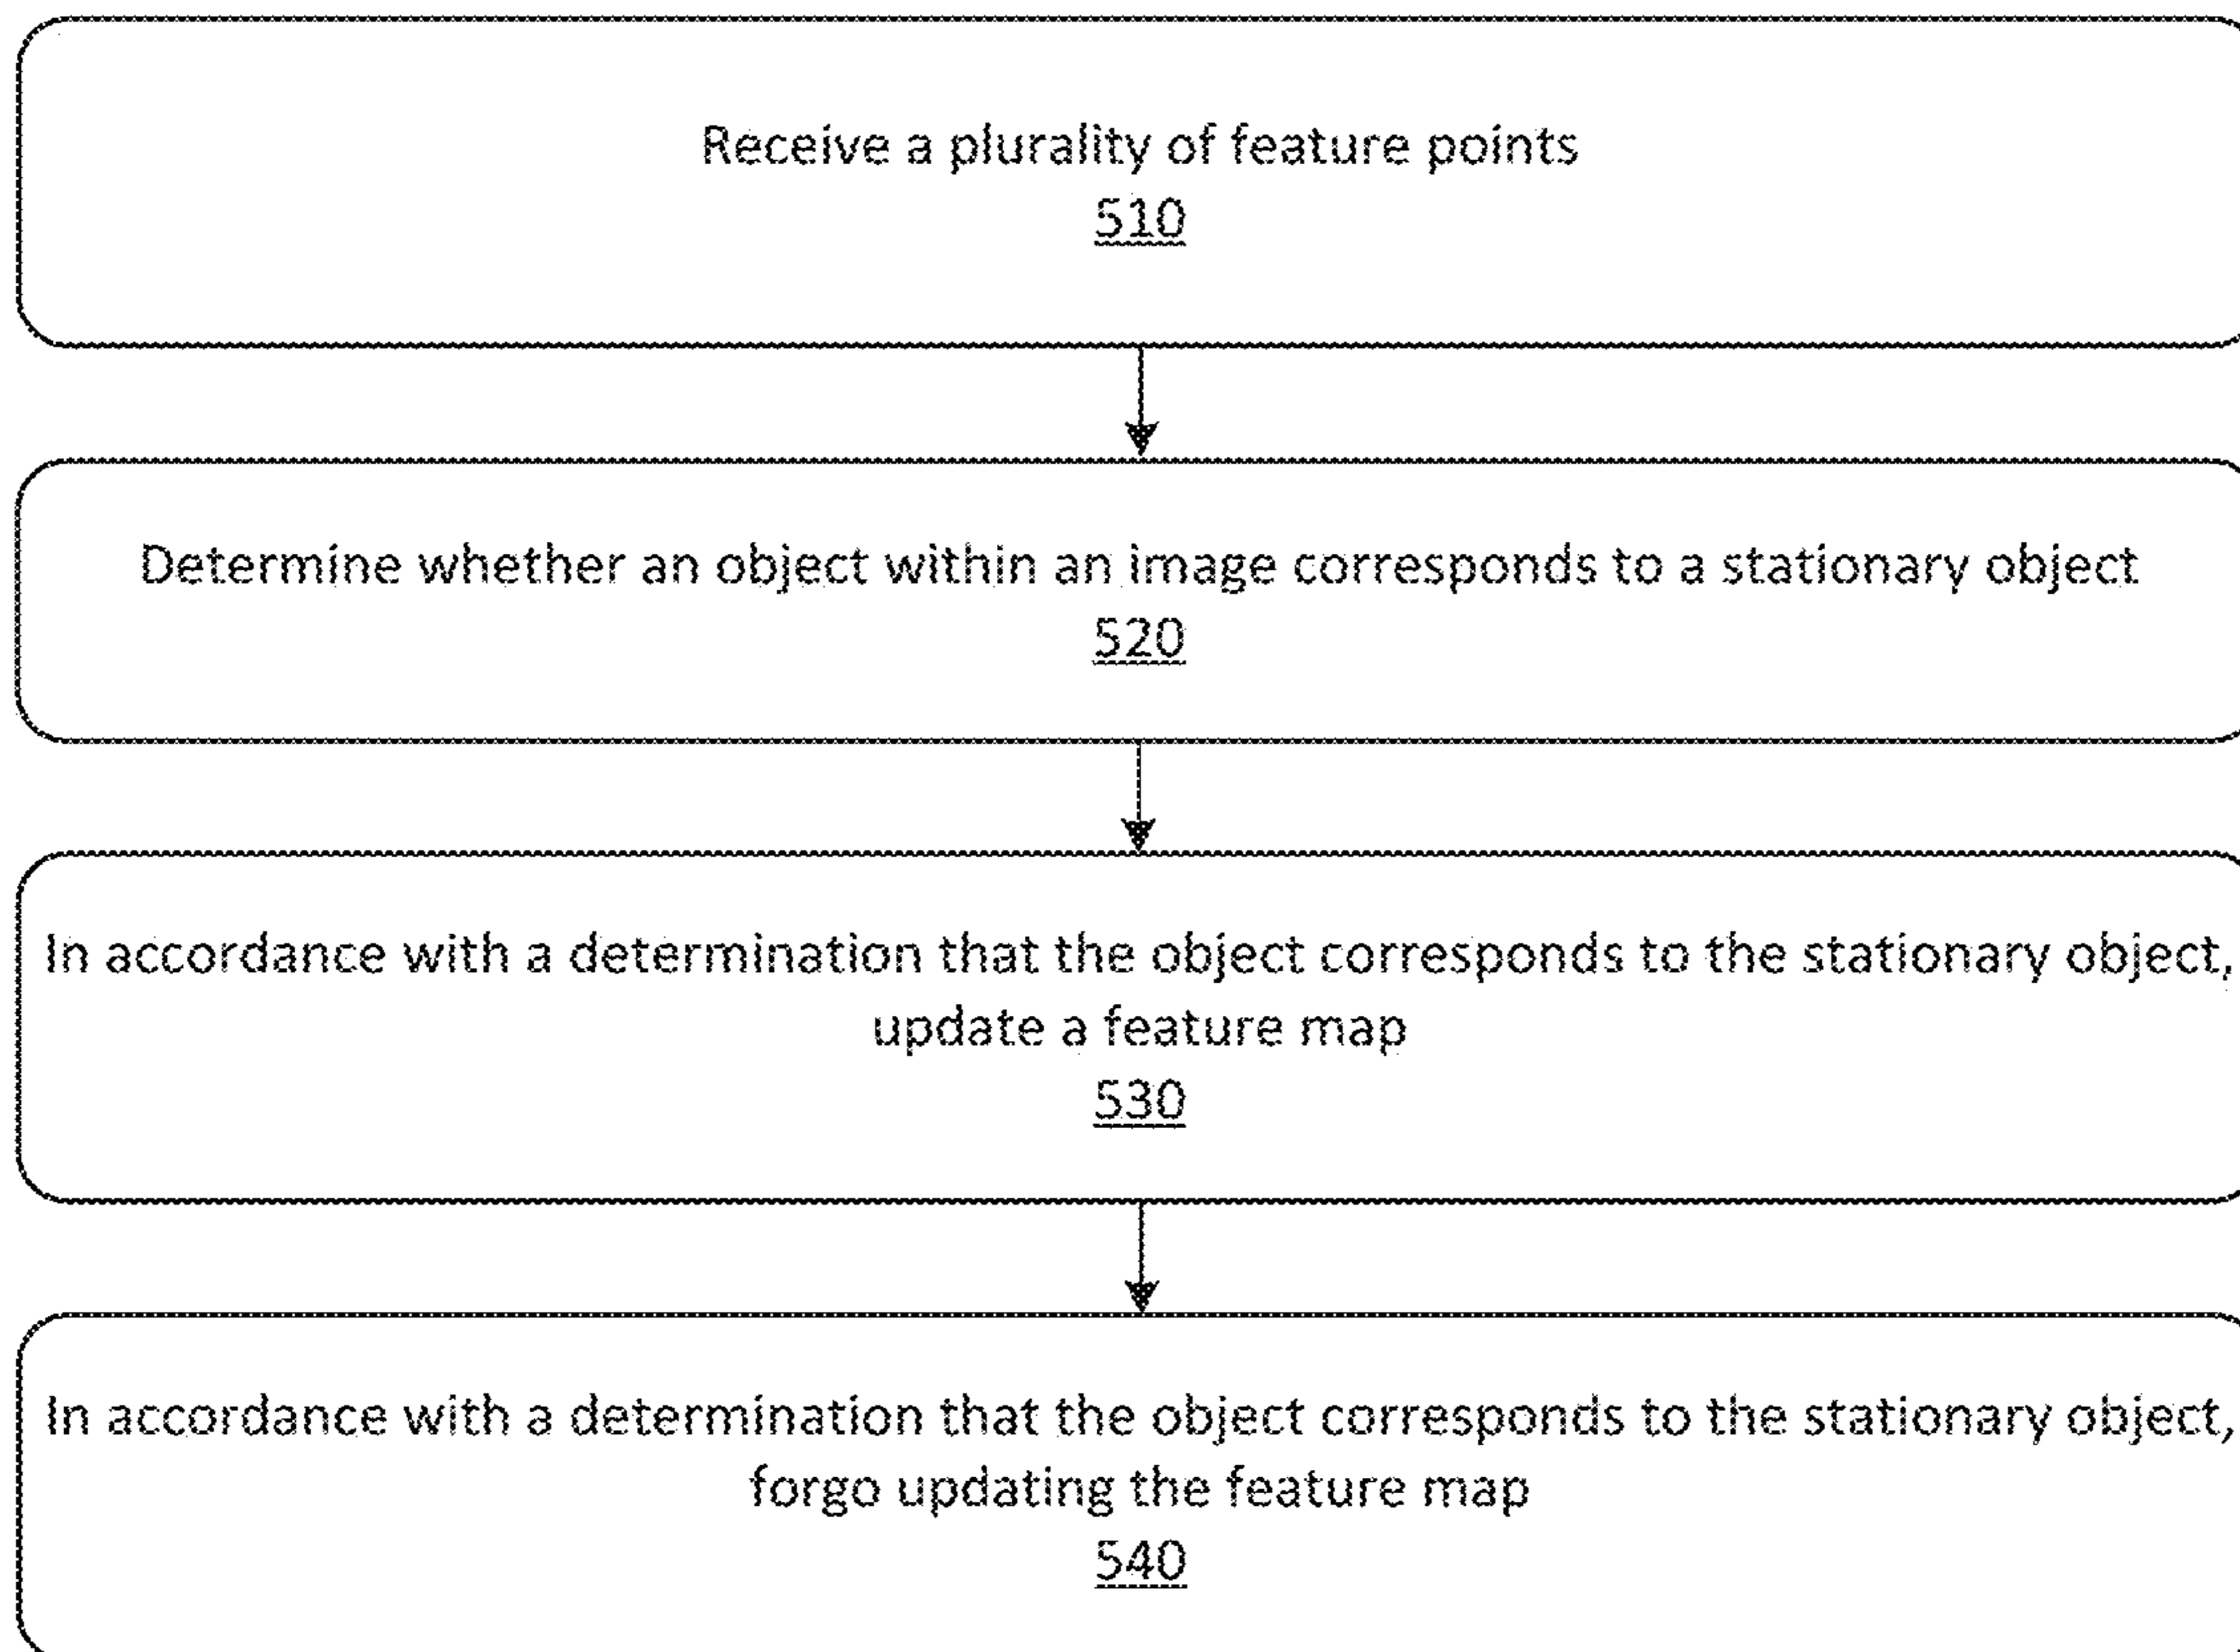 Receive a plurality of feature points
510
Determine whether an object within an image corresponds to a stationary object
520
In accordance with a determination that the object corresponds to the stationary object,
update a feature map
530
In accordance with a determination that the object corresponds to the stationary object,
forgo updating the feature map
540